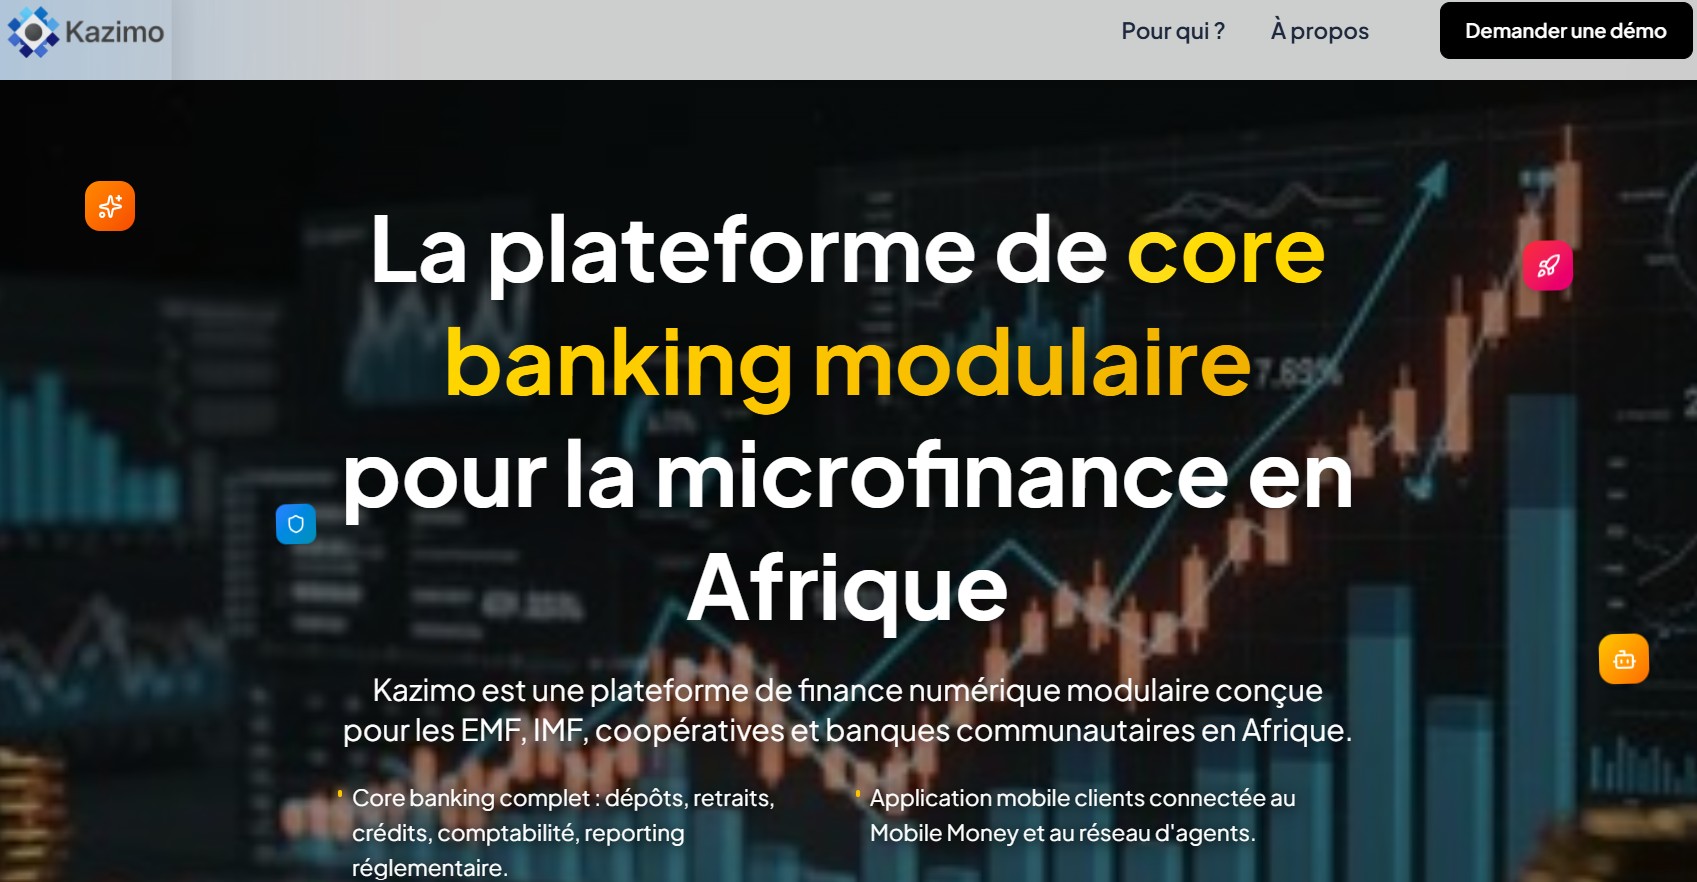 Kazimo
Pour qui ?
À propos
Demander une démo
La plateforme de core
banking modulaire
7.69%
pour la microfinance en
Afrique
Kazimo est une plateforme de finance numérique modulaire conçue
pour les EMF, IMF, coopératives et banques communautaires en Afrique.
Core banking complet : dépôts, retraits,
crédits, comptabilité, reporting
réglementaire.
Application mobile clients connectée au
Mobile Money et au réseau d'agents.